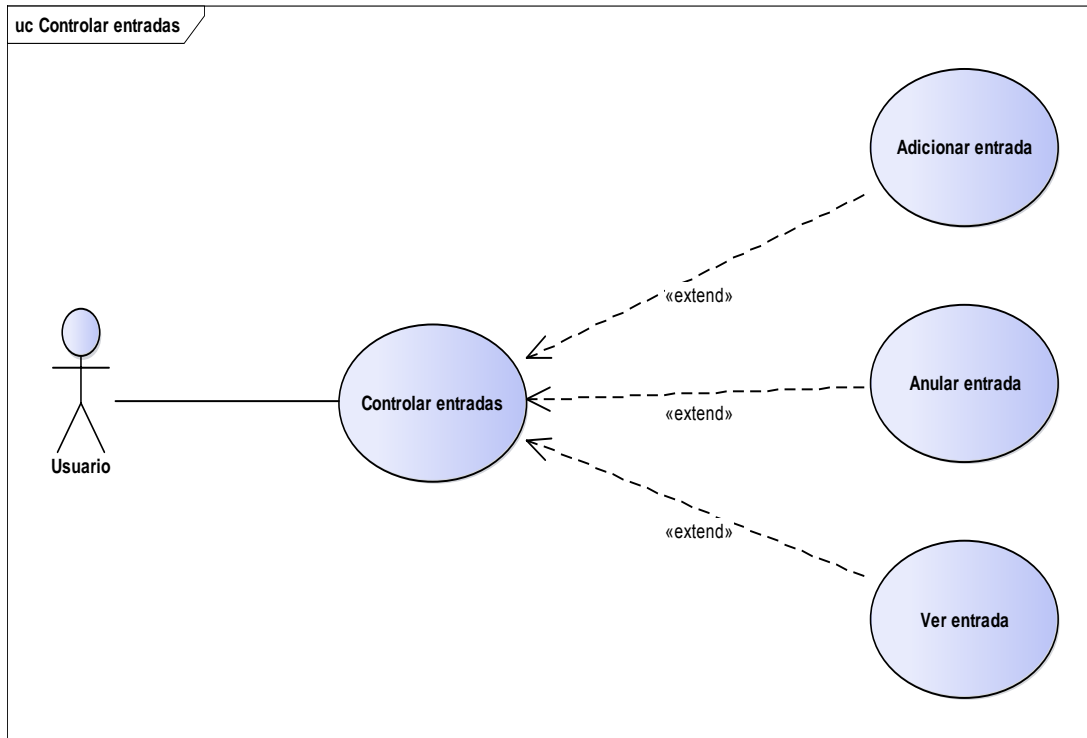 uc Controlar entradas
Adicionar entrada
«extend»
Anular entrada
Controlar entradas
«extend»
Usuario
«extend»
Ver entrada